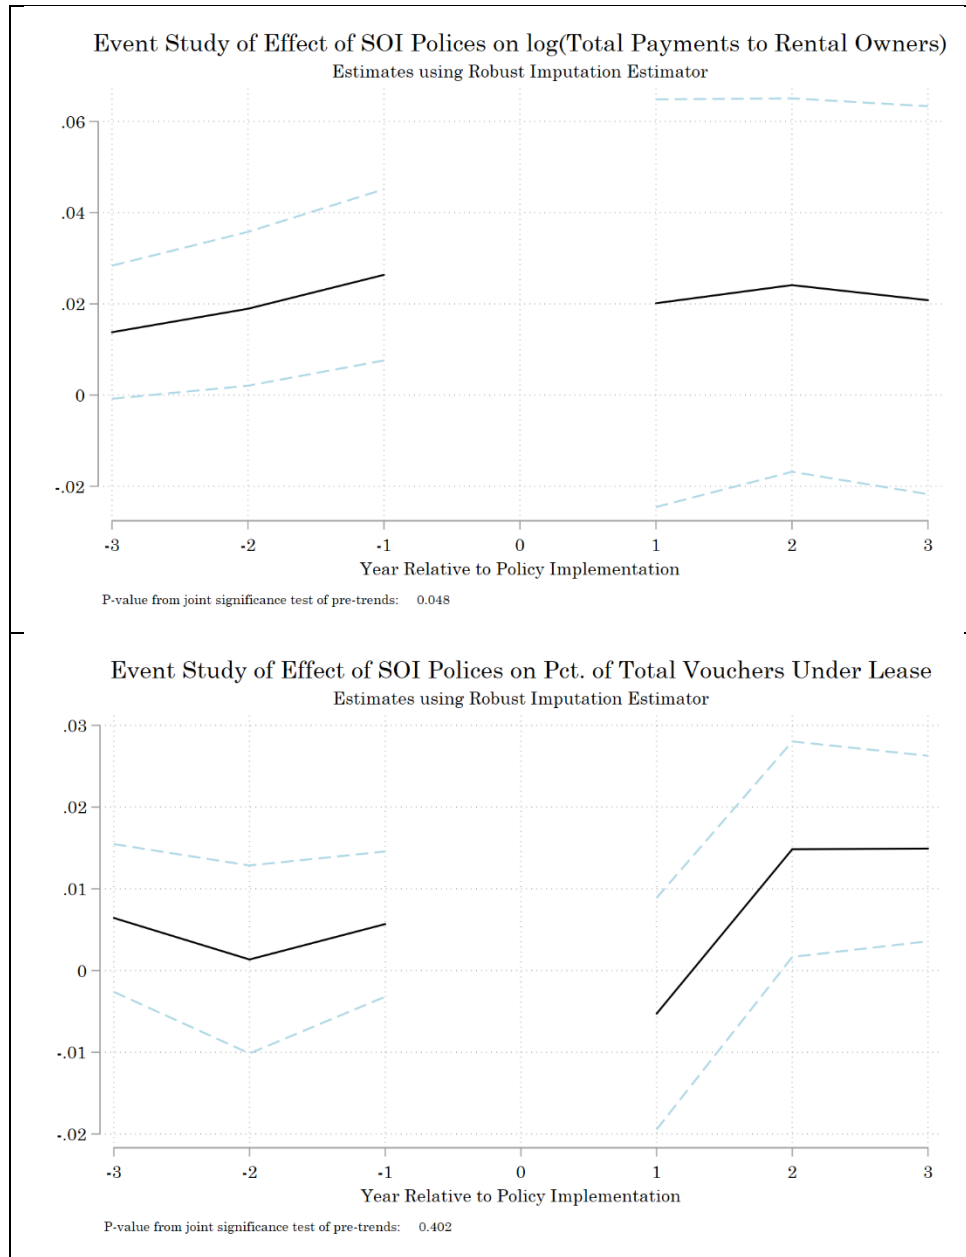 Event Study of Effect of SOI Polices on log(Total Payments to Rental Owners)
Estimates using Robust Imputation Estimator
.06
.04
.02
0
-.02
-3 -2 -1 0 1 2 3
Year Relative to Policy Implementation
P-value from joint significance test of pre-trends: 0.048
Event Study of Effect of SOI Polices on Pct. of Total Vouchers Under Lease
Estimates using Robust Imputation Estimator
.03
.02
.01
0
-.01
-.02
-3 -2 -1 0 1 2 3
Year Relative to Policy Implementation
P-value from joint significance test of pre-trends: 0.402